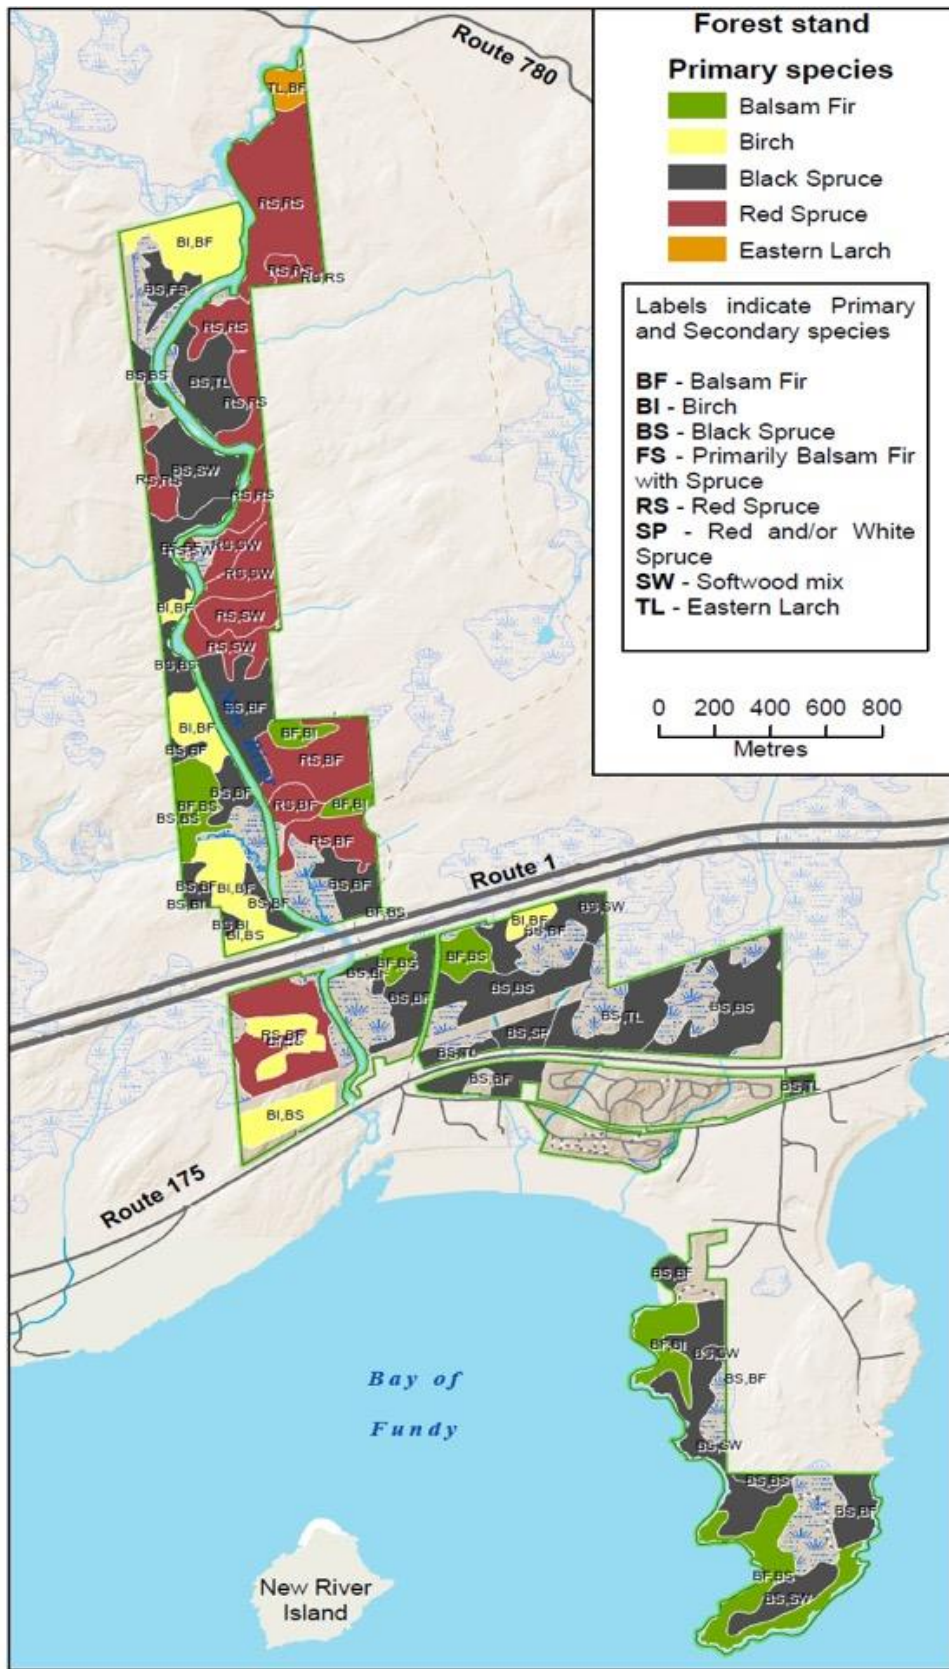 Forest stand
Primary species
Balsam Fir
Birch
Black Spruce
Red Spruce
Eastern Larch
Labels indicate Primary
and Secondary species
BF - Balsam Fir
BI - Birch
BS - Black Spruce
FS - Primarily Balsam Fir
with Spruce
RS - Red Spruce
SP - Red and/or White
Spruce
SW - Softwood mix
TL - Eastern Larch
0 200 400 600 800
Metres
Route 780
TL,BF
RS,RS
BI,BF
RS,RS
RS,RS
BS,FS
RS,RS
BS,BS
BS,TL
RS,RS
BS,SW
RS,RS
RS,RS
RS,SW
RS,SW
RS,SW
BI,BF
RS,SW
BS,BS
BS,BF
BI,BF
BF,BI
BS,BF
RS,BF
BS,BF
BF,BS
RS,BF
BF,BI
BS,BS
RS,BF
Route 1
BS,BF
BI,BF
BS,BF
BS,BI
BS,BF
BF,BS
BS,SW
BI,BF
BS,BF
BS,BI
BI,BS
BF,BS
BF,BS
BS,BF
BS,BF
BS,BS
BS,BS
BS,TL
BS,SP
RS,BF
BS,TL
BS,BF
BS,TL
BI,BS
Route 175
BS,BF
BF,BI
BS,SW
BS,BF
Bay of
Fundy
BS,SW
BS,BS
BS,BF
BF,BS
BS,SW
New River
Island